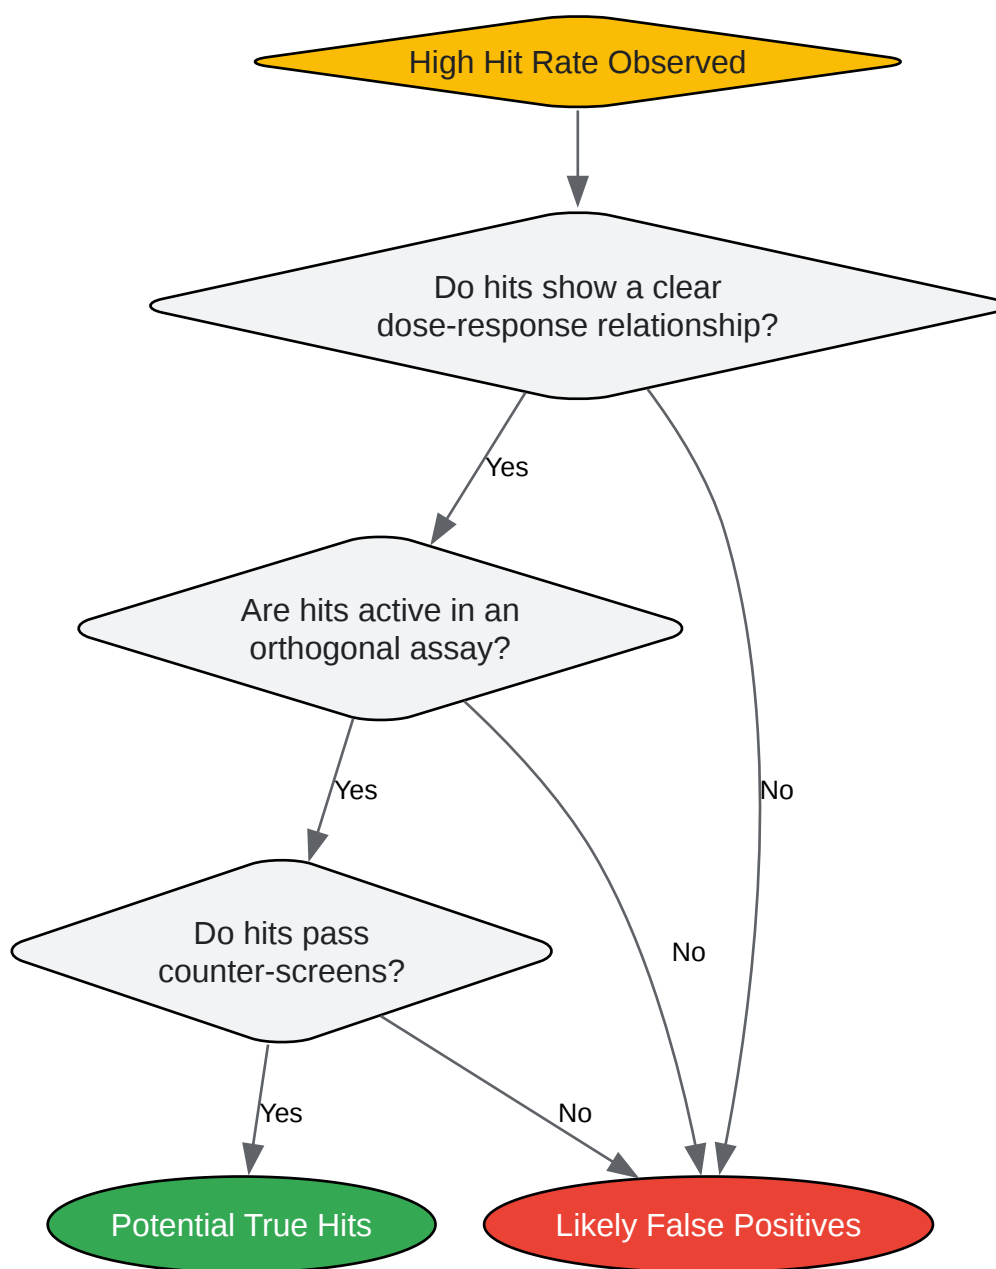 High Hit Rate Observed
Do hits show a clear
dose-response relationship?
Yes
Are hits active in an
orthogonal assay?
Yes
No
Do hits pass
counter-screens?
No
Yes
No
Potential True Hits
Likely False Positives